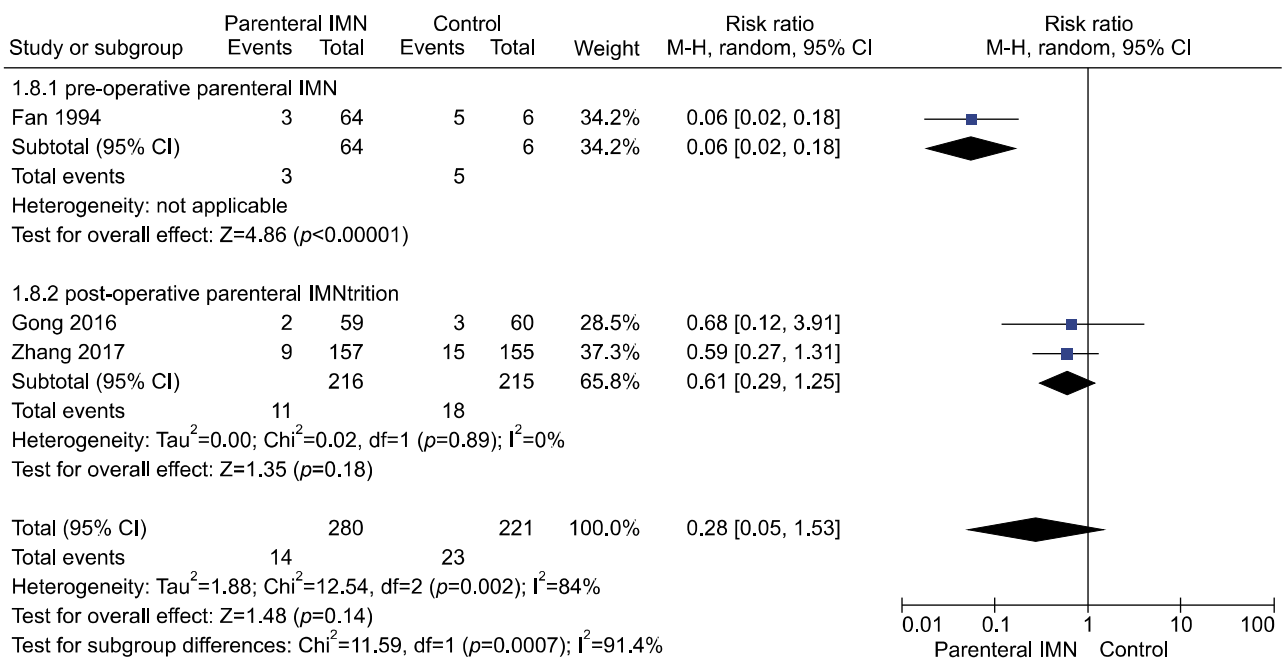 Parenteral IMN Control Risk ratio Risk ratio
Study or subgroup Events Total Events Total Weight M-H, random, 95% CI M-H, random, 95% CI
1.8.1 pre-operative parenteral IMN
Fan 1994 3 64 5 6 34.2% 0.06 [0.02, 0.18]
Subtotal (95% CI) 64 6 34.2% 0.06 [0.02, 0.18]
Total events 3 5
Heterogeneity: not applicable
Test for overall effect: Z=4.86 (p<0.00001)
1.8.2 post-operative parenteral IMNtrition
Gong 2016 2 59 3 60 28.5% 0.68 [0.12, 3.91]
Zhang 2017 9 157 15 155 37.3% 0.59 [0.27, 1.31]
Subtotal (95% CI) 216 215 65.8% 0.61 [0.29, 1.25]
Total events 11 18
Heterogeneity: Tau²=0.00; Chi²=0.02, df=1 (p=0.89); I²=0%
Test for overall effect: Z=1.35 (p=0.18)
Total (95% CI) 280 221 100.0% 0.28 [0.05, 1.53]
Total events 14 23
Heterogeneity: Tau²=1.88; Chi²=12.54, df=2 (p=0.002); I²=84%
Test for overall effect: Z=1.48 (p=0.14)
Test for subgroup differences: Chi²=11.59, df=1 (p=0.0007); I²=91.4%
0.01 0.1 1 10 100
Parenteral IMN Control